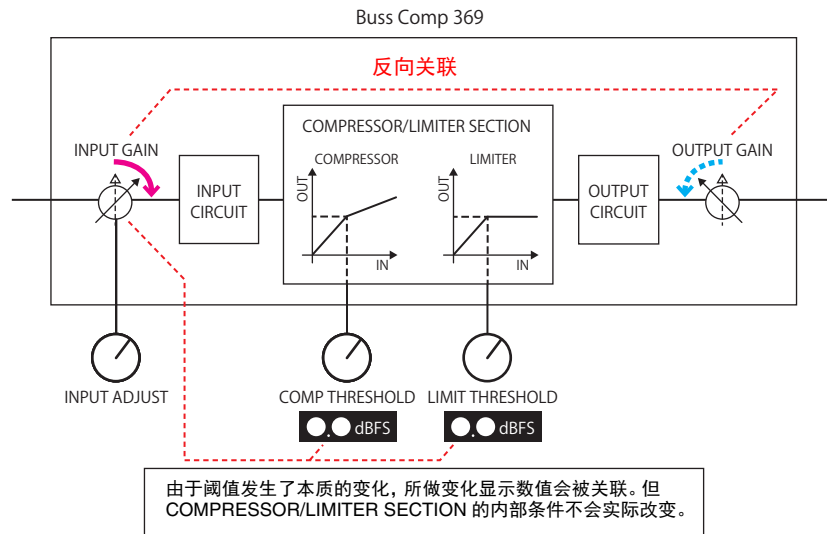 Buss Comp 369
反向关联
COMPRESSOR/LIMITER SECTION
INPUT GAIN
COMPRESSOR
LIMITER
OUTPUT GAIN
INPUT
CIRCUIT
OUT
IN
OUT
IN
OUTPUT
CIRCUIT
INPUT ADJUST
COMP THRESHOLD
LIMIT THRESHOLD
dBFS
dBFS
由于阈值发生了本质的变化，所做变化显示数值会被关联。但
COMPRESSOR/LIMITER SECTION 的内部条件不会实际改变。